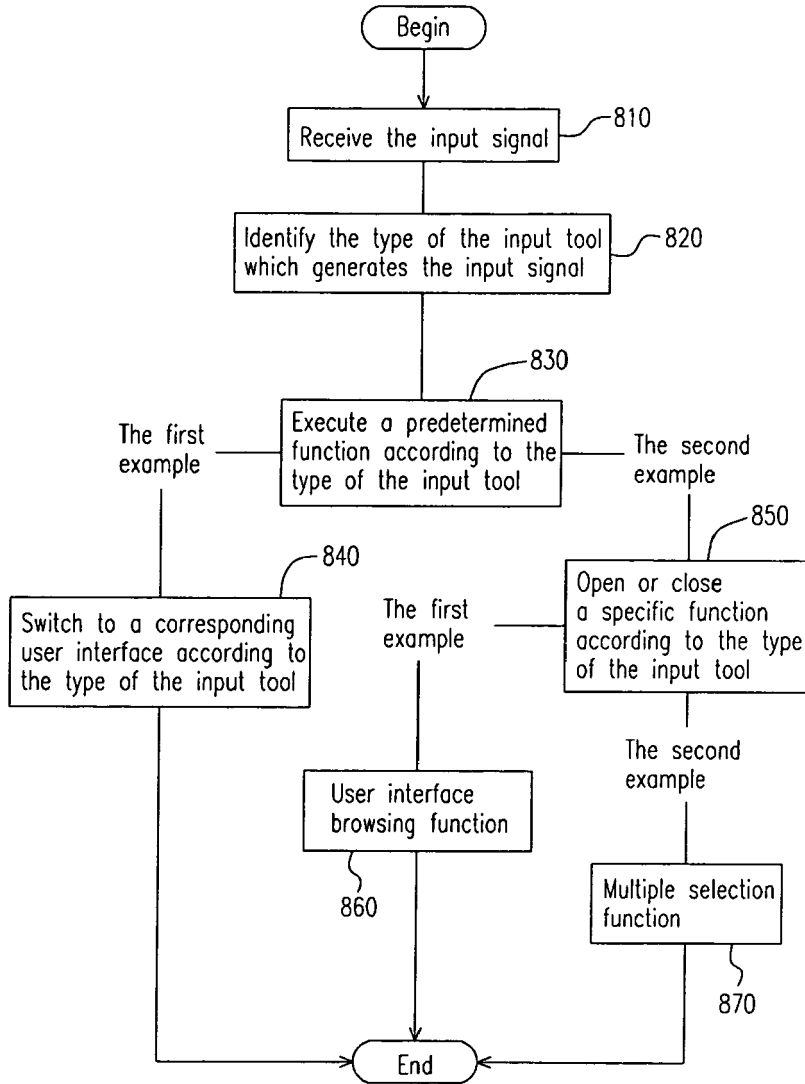 Begin
Receive the input signal
810
Identify the type of the input tool
which generates the input signal
820
830
Execute a predetermined
function according to the
type of the input tool
The first
example
The second
example
840
Switch to a corresponding
user interface according to
the type of the input tool
850
Open or close
a specific function
according to the type
of the input tool
The first
example
The second
example
User interface
browsing function
860
Multiple selection
function
870
End